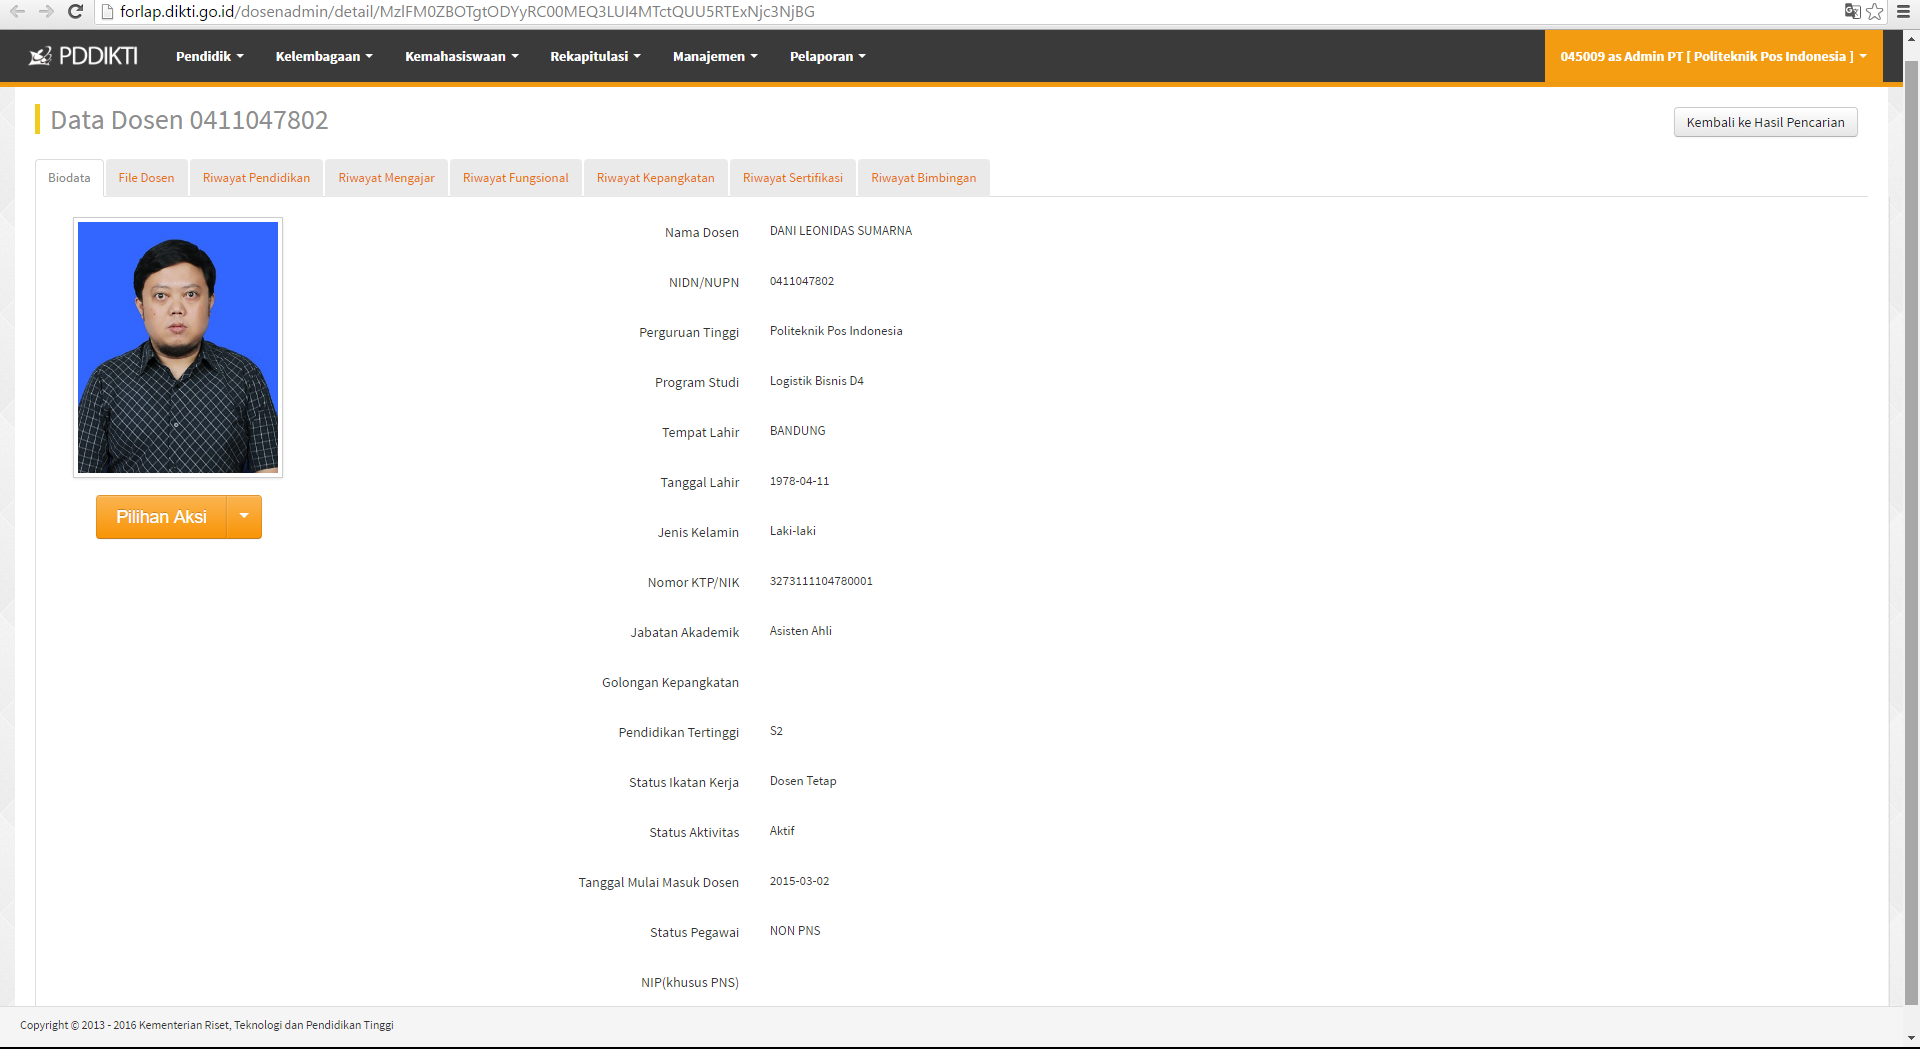 forlap.dikti.go.id/dosenadmin/detail/MzlFM0ZBOTgtODYyRC00MEQ3LUI4MTctQUU5RTExNjc3NjBG
PDDIKTI Pendidik Kelembagaan Kemahasiswaan Rekapitulasi Manajemen Pelaporan 045009 as Admin PT [ Politeknik Pos Indonesia ]
Data Dosen 0411047802 Kembali ke Hasil Pencarian
Biodata File Dosen Riwayat Pendidikan Riwayat Mengajar Riwayat Fungsional Riwayat Kepangkatan Riwayat Sertifikasi Riwayat Bimbingan
Nama Dosen DANI LEONIDAS SUMARNA
NIDN/NUPN 0411047802
Perguruan Tinggi Politeknik Pos Indonesia
Program Studi Logistik Bisnis D4
Tempat Lahir BANDUNG
Tanggal Lahir 1978-04-11
Pilihan Aksi
Jenis Kelamin Laki-laki
Nomor KTP/NIK 3273111104780001
Jabatan Akademik Asisten Ahli
Golongan Kepangkatan
Pendidikan Tertinggi S2
Status Ikatan Kerja Dosen Tetap
Status Aktivitas Aktif
Tanggal Mulai Masuk Dosen 2015-03-02
Status Pegawai NON PNS
NIP(khusus PNS)
Copyright © 2013 - 2016 Kementerian Riset, Teknologi dan Pendidikan Tinggi